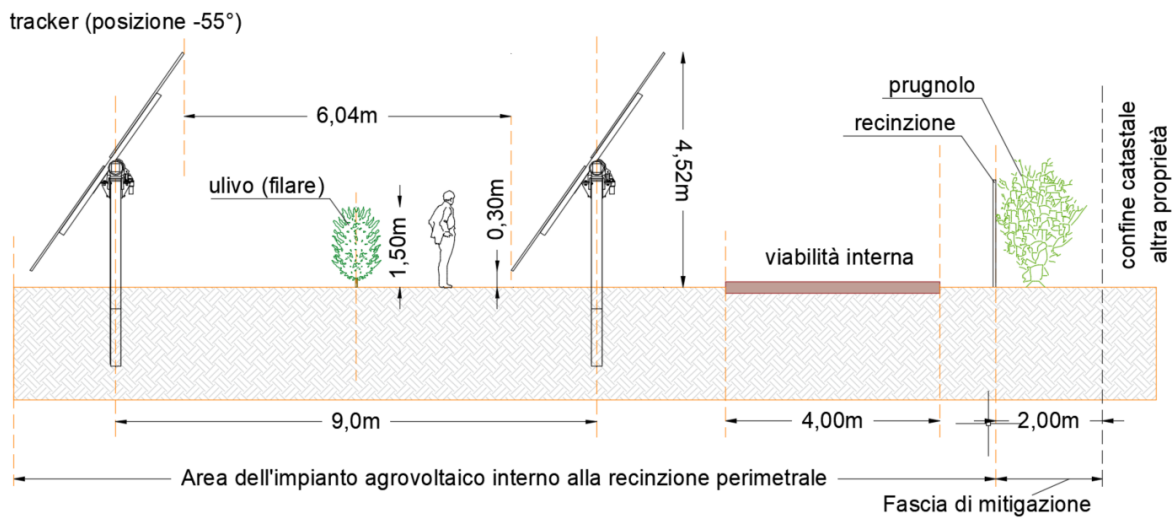 tracker (posizione -55°)
6,04m
ulivo (filare)
1,50m
0,30m
4,52m
prugnolo
recinzione
viabilità interna
confine catastale
altra proprietà
9,0m
4,00m
2,00m
Area dell'impianto agrovoltaico interno alla recinzione perimetrale
Fascia di mitigazione